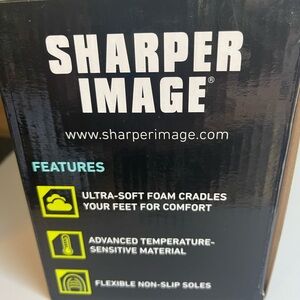 SHARPER
IMAGE®
www.sharperimage.com
FEATURES
ULTRA-SOFT FOAM CRADLES
YOUR FEET FOR COMFORT
ADVANCED TEMPERATURE-
SENSITIVE MATERIAL
FLEXIBLE NON-SLIP SOLES